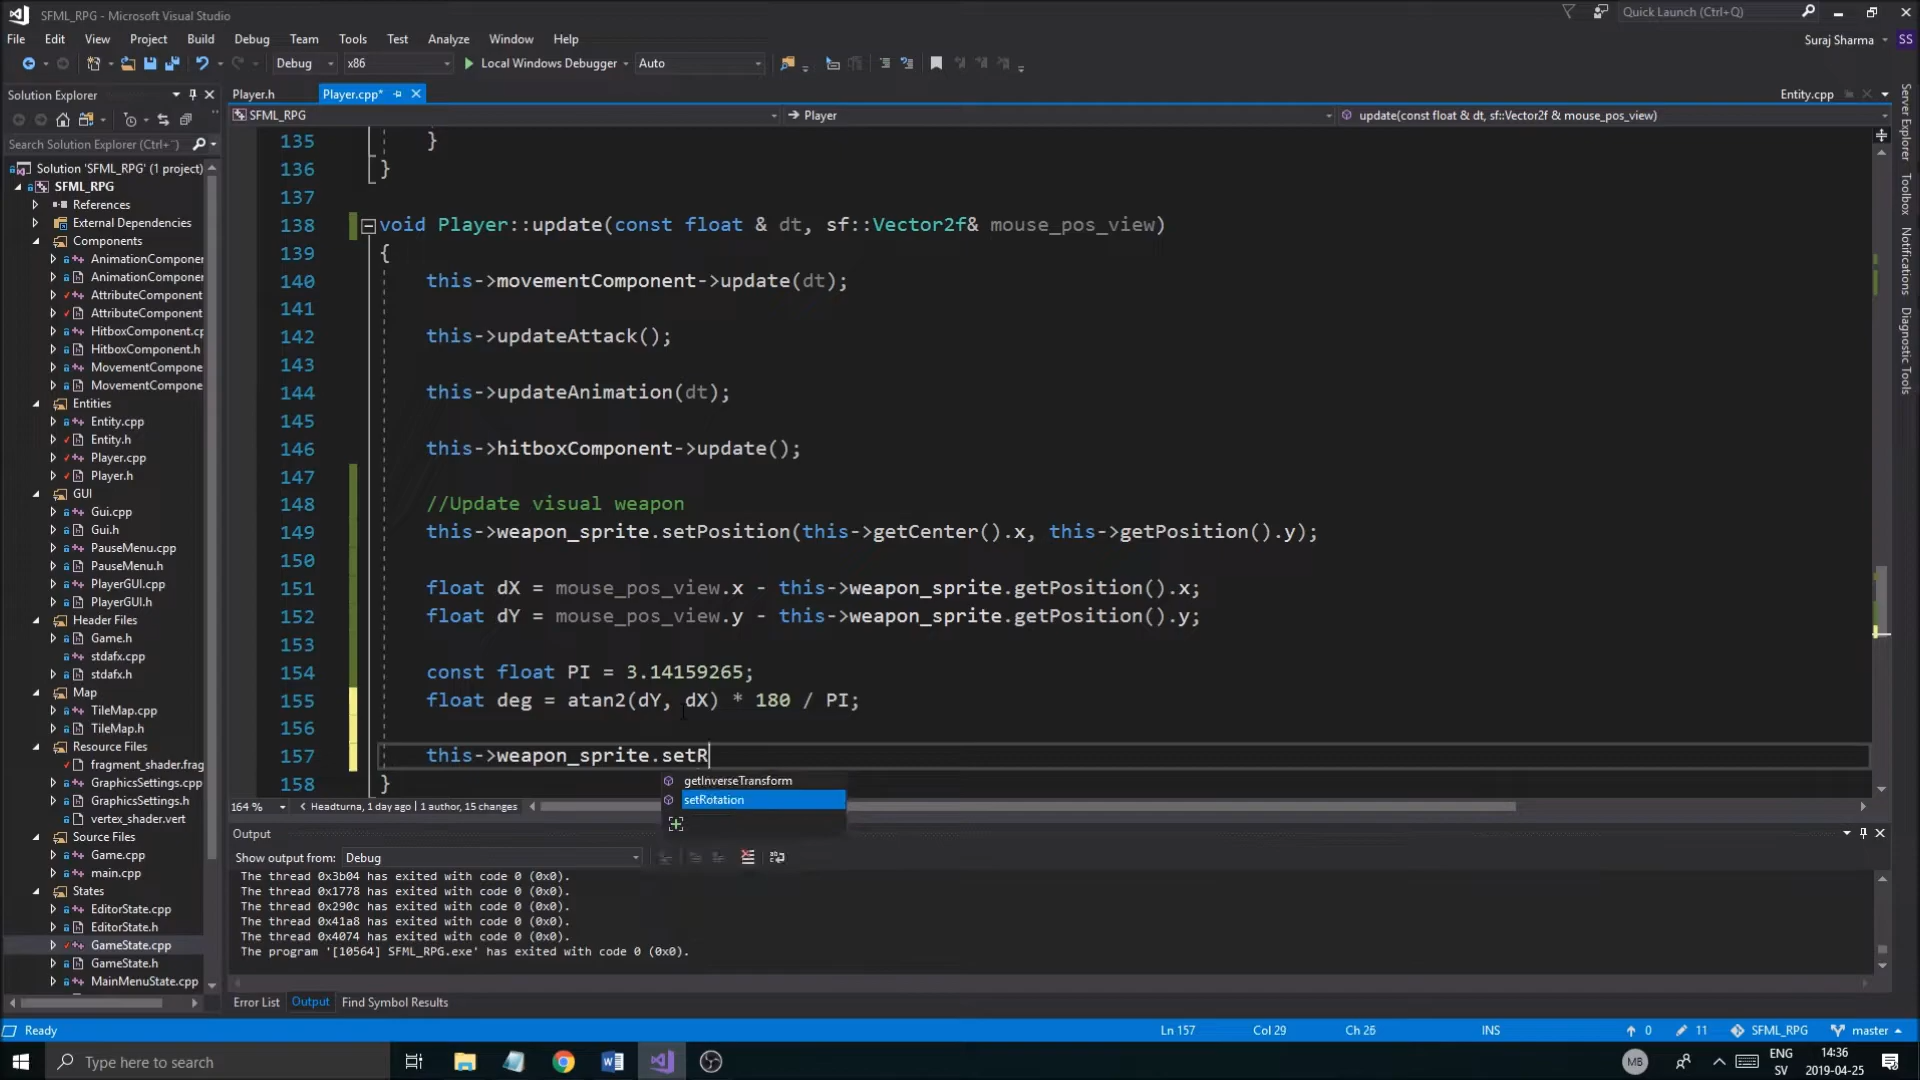 SFML_RPG - Microsoft Visual Studio
Quick Launch (Ctrl+Q)
File Edit View Project Build Debug Team Tools Test Analyze Window Help
Suraj Sharma SS
Debug x86 Local Windows Debugger Auto
Solution Explorer
Player.h Player.cpp* Entity.cpp
SFML_RPG Player update(const float & dt, sf::Vector2f & mouse_pos_view)
Search Solution Explorer (Ctrl+¨)
Solution 'SFML_RPG' (1 project)
SFML_RPG
References
External Dependencies
Components
AnimationComponen
AnimationComponen
AttributeComponent
AttributeComponent
HitboxComponent.cp
HitboxComponent.h
MovementCompone
MovementCompone
Entities
Entity.cpp
Entity.h
Player.cpp
Player.h
GUI
Gui.cpp
Gui.h
PauseMenu.cpp
PauseMenu.h
PlayerGUI.cpp
PlayerGUI.h
Header Files
Game.h
stdafx.cpp
stdafx.h
Map
TileMap.cpp
TileMap.h
Resource Files
fragment_shader.frag
GraphicsSettings.cpp
GraphicsSettings.h
vertex_shader.vert
Source Files
Game.cpp
main.cpp
States
EditorState.cpp
EditorState.h
GameState.cpp
GameState.h
MainMenuState.cpp
135 }
136 }
137
138 void Player::update(const float & dt, sf::Vector2f& mouse_pos_view)
139 {
140 this->movementComponent->update(dt);
141
142 this->updateAttack();
143
144 this->updateAnimation(dt);
145
146 this->hitboxComponent->update();
147
148 //Update visual weapon
149 this->weapon_sprite.setPosition(this->getCenter().x, this->getPosition().y);
150
151 float dX = mouse_pos_view.x - this->weapon_sprite.getPosition().x;
152 float dY = mouse_pos_view.y - this->weapon_sprite.getPosition().y;
153
154 const float PI = 3.14159265;
155 float deg = atan2(dY, dX) * 180 / PI;
156
157 this->weapon_sprite.setR
158 }
getInverseTransform
setRotation
164 % Headturna, 1 day ago | 1 author, 15 changes
Output
Show output from: Debug
The thread 0x3b04 has exited with code 0 (0x0).
The thread 0x1778 has exited with code 0 (0x0).
The thread 0x290c has exited with code 0 (0x0).
The thread 0x41a8 has exited with code 0 (0x0).
The thread 0x4074 has exited with code 0 (0x0).
The program '[10564] SFML_RPG.exe' has exited with code 0 (0x0).
Error List Output Find Symbol Results
Server Explorer
Toolbox
Notifications
Diagnostic Tools
Ready Ln 157 Col 29 Ch 26 INS 0 11 SFML_RPG master
Type here to search
MB
ENG
SV
14:36
2019-04-25